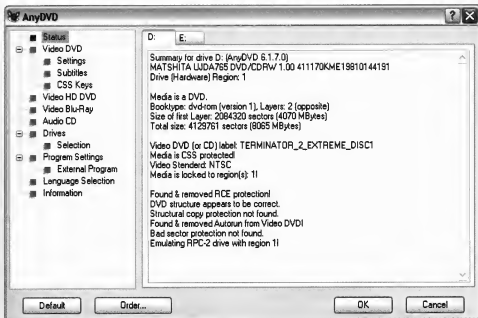 AnyDVD
Status
Video DVD
Settings
Subtitles
CSS Keys
Video HD DVD
Video Blu-Ray
Audio CD
Drives
Selection
Program Settings
External Program
Language Selection
Information
D:
E:
Summary for drive D: (AnyDVD 6.1.7.0)
MATSHITA UJDA765 DVD/CDRW 1.00 411170KME19810144191
Drive (Hardware) Region: 1
Media is a DVD.
Booktype: dvd-rom (version 1), Layers: 2 (opposite)
Size of first Layer: 2084320 sectors (4070 MBytes)
Total size: 4129761 sectors (8065 MBytes)
Video DVD (or CD) label: TERMINATOR_2_EXTREME_DISC1
Media is CSS protected!
Video Standerd: NTSC
Media is locked to region(s): 1!
Found & removed RCE protection!
DVD structure appears to be correct.
Structural copy protection not found.
Found & removed Autorun from Video DVD!
Bad sector protection not found.
Emulating RPC-2 drive with region 1!
Default
Order...
OK
Cancel